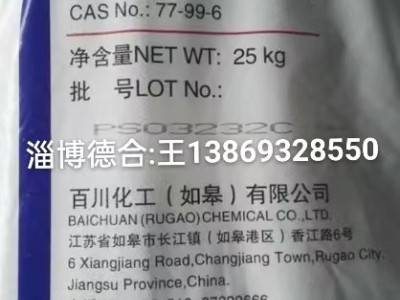 CAS No.: 77-99-6
净含量NET WT: 25 kg
批 号LOT No.:
PS03232C
淄博德合:王13869328550
百川化工（如皋）有限公司
BAICHUAN (RUGAO) CHEMICAL CO.,LTD.
江苏省如皋市长江镇（如皋港区）香江路6号
6 Xiangjiang Road,Changjiang Town,Rugao City.
Jiangsu Province,China.